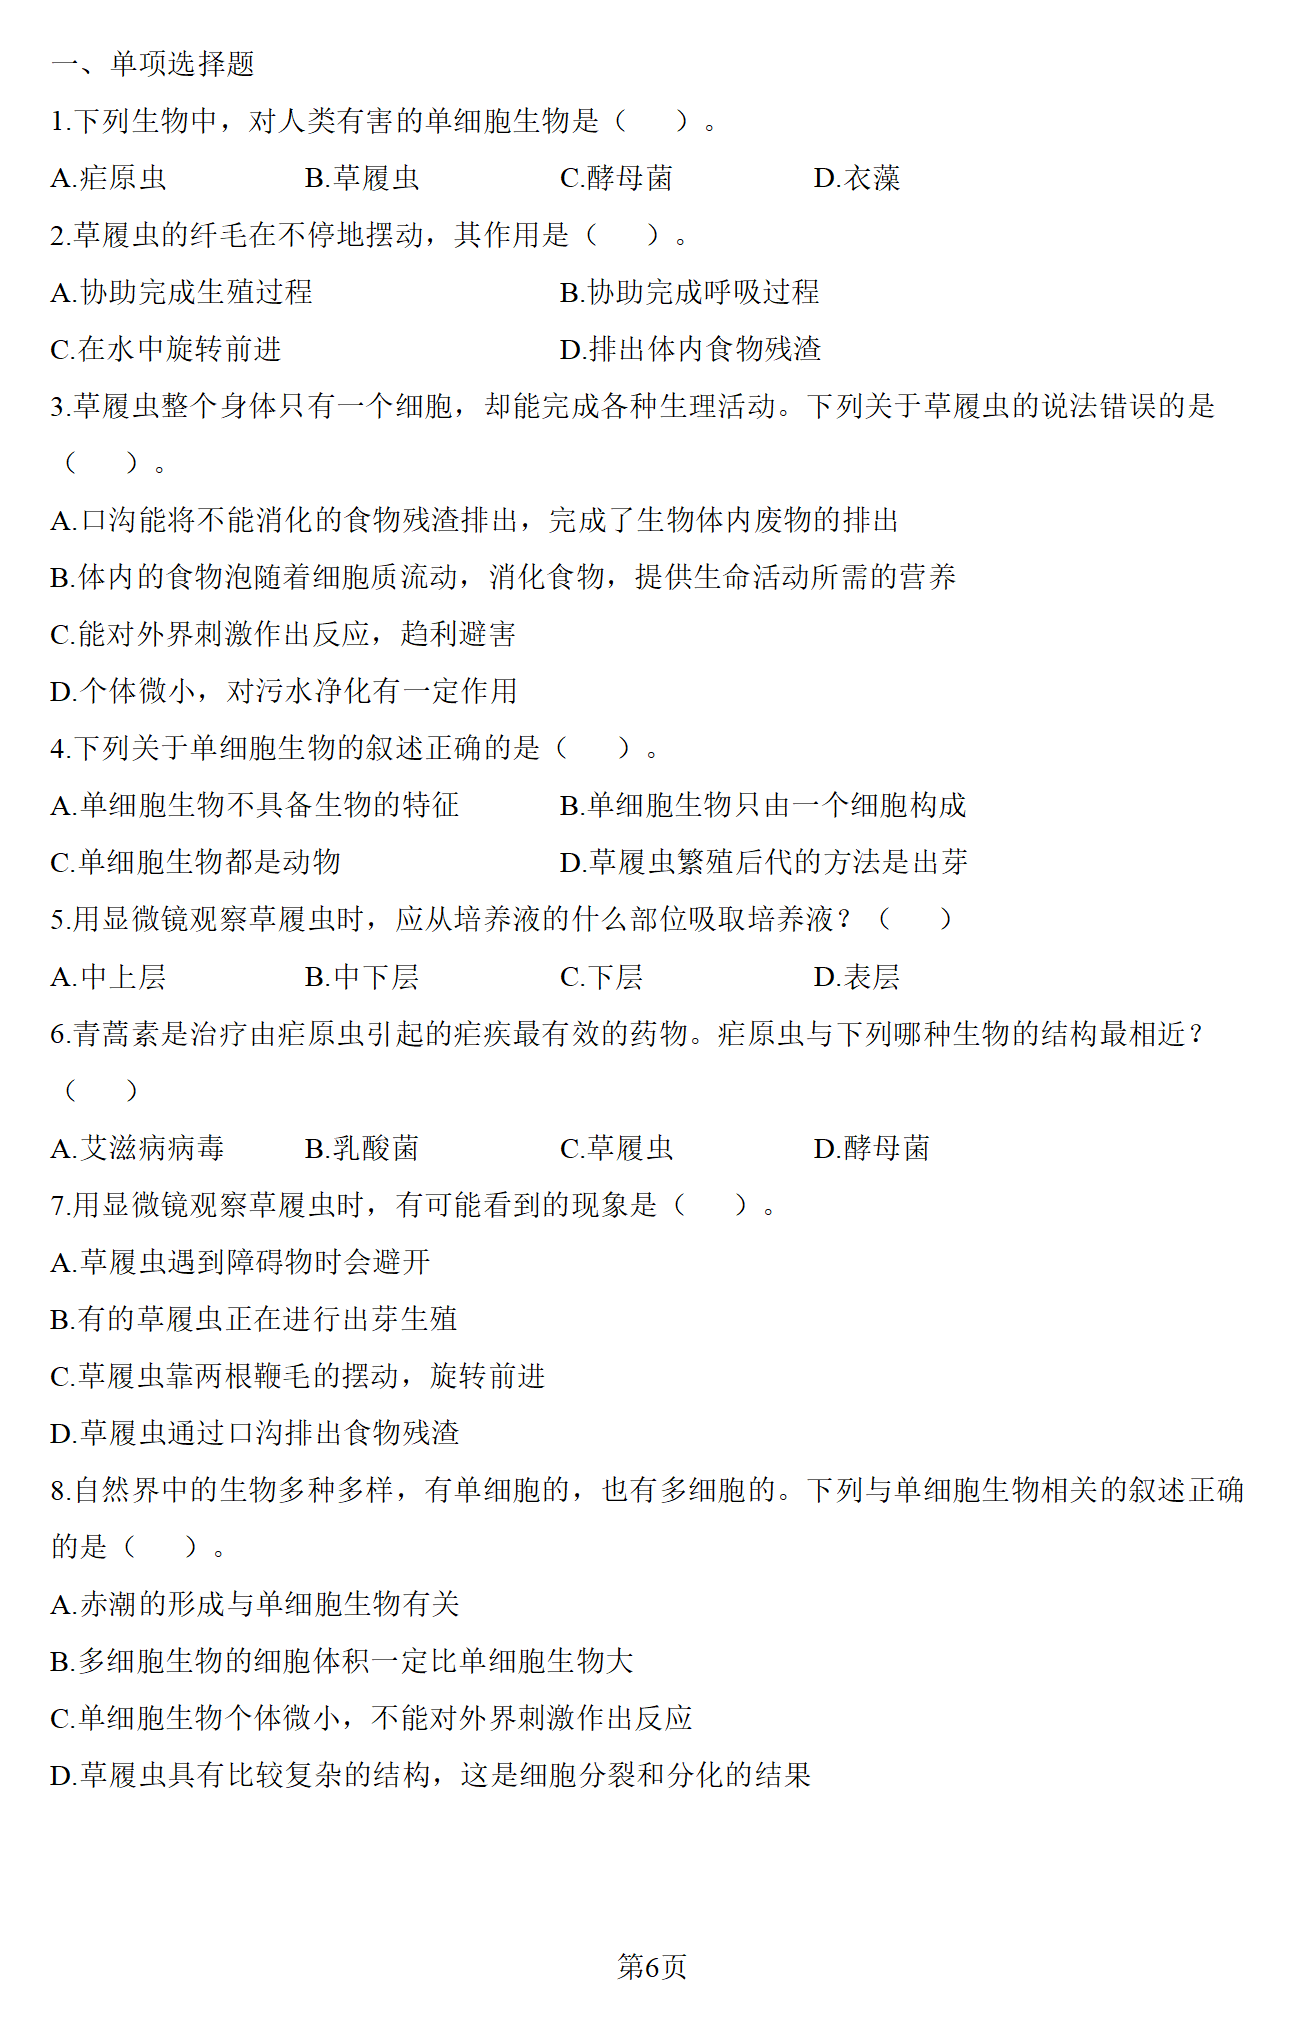 一、单项选择题
1.下列生物中，对人类有害的单细胞生物是（    ）。
A.疟原虫 B.草履虫 C.酵母菌 D.衣藻
2.草履虫的纤毛在不停地摆动，其作用是（    ）。
A.协助完成生殖过程 B.协助完成呼吸过程
C.在水中旋转前进 D.排出体内食物残渣
3.草履虫整个身体只有一个细胞，却能完成各种生理活动。下列关于草履虫的说法错误的是
（    ）。
A.口沟能将不能消化的食物残渣排出，完成了生物体内废物的排出
B.体内的食物泡随着细胞质流动，消化食物，提供生命活动所需的营养
C.能对外界刺激作出反应，趋利避害
D.个体微小，对污水净化有一定作用
4.下列关于单细胞生物的叙述正确的是（    ）。
A.单细胞生物不具备生物的特征 B.单细胞生物只由一个细胞构成
C.单细胞生物都是动物 D.草履虫繁殖后代的方法是出芽
5.用显微镜观察草履虫时，应从培养液的什么部位吸取培养液？（    ）
A.中上层 B.中下层 C.下层 D.表层
6.青蒿素是治疗由疟原虫引起的疟疾最有效的药物。疟原虫与下列哪种生物的结构最相近？
（    ）
A.艾滋病病毒 B.乳酸菌 C.草履虫 D.酵母菌
7.用显微镜观察草履虫时，有可能看到的现象是（    ）。
A.草履虫遇到障碍物时会避开
B.有的草履虫正在进行出芽生殖
C.草履虫靠两根鞭毛的摆动，旋转前进
D.草履虫通过口沟排出食物残渣
8.自然界中的生物多种多样，有单细胞的，也有多细胞的。下列与单细胞生物相关的叙述正确
的是（    ）。
A.赤潮的形成与单细胞生物有关
B.多细胞生物的细胞体积一定比单细胞生物大
C.单细胞生物个体微小，不能对外界刺激作出反应
D.草履虫具有比较复杂的结构，这是细胞分裂和分化的结果
第6页